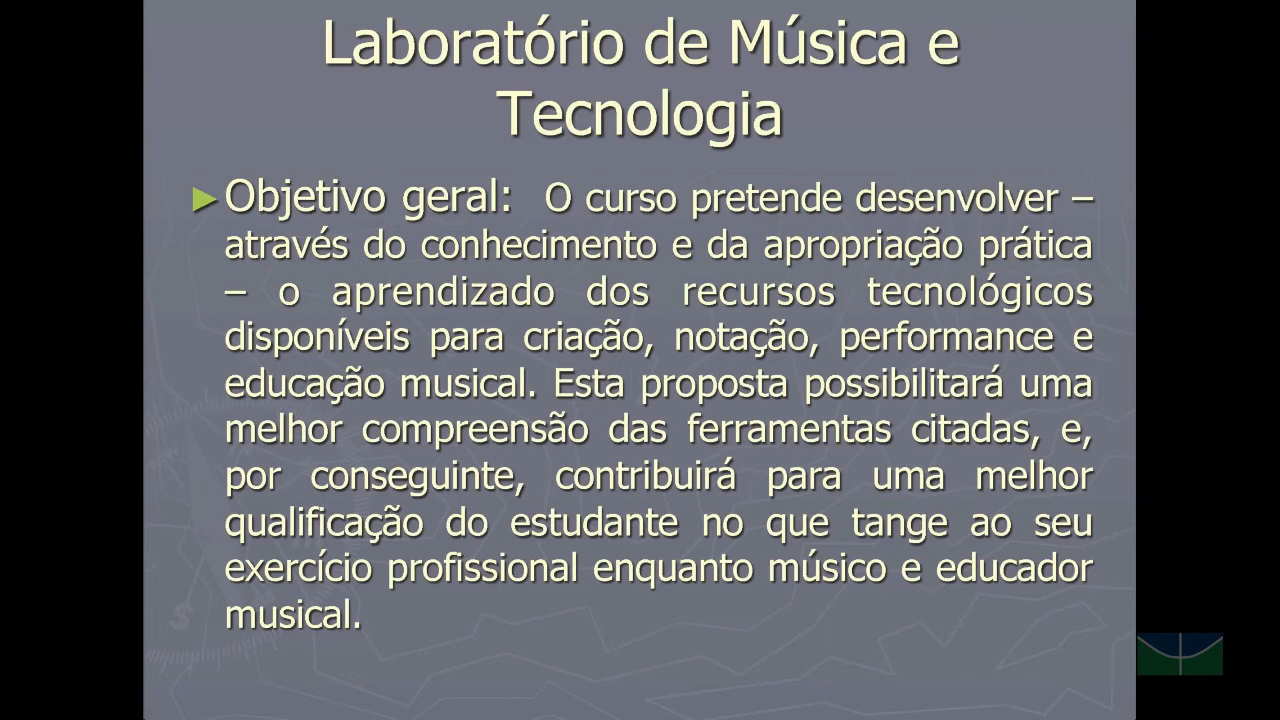 Laboratório de Música e
Tecnologia
►Objetivo geral: O curso pretende desenvolver –
através do conhecimento e da apropriação prática
– o aprendizado dos recursos tecnológicos
disponíveis para criação, notação, performance e
educação musical. Esta proposta possibilitará uma
melhor compreensão das ferramentas citadas, e,
por conseguinte, contribuirá para uma melhor
qualificação do estudante no que tange ao seu
exercício profissional enquanto músico e educador
musical.